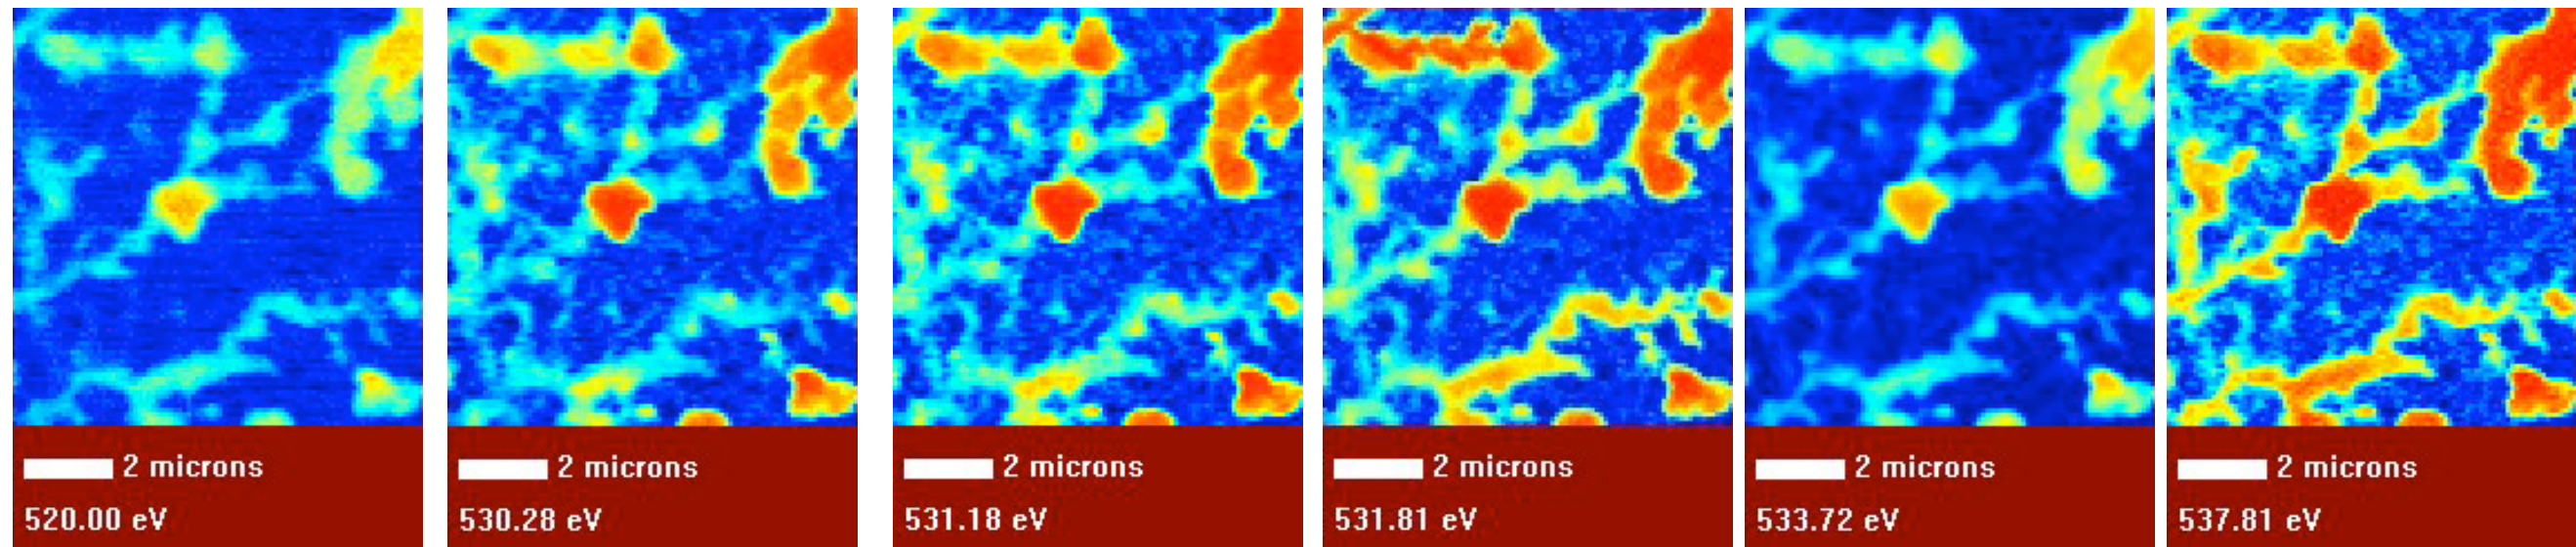 2 microns
520.00 eV
2 microns
530.28 eV
2 microns
531.18 eV
2 microns
531.81 eV
2 microns
533.72 eV
2 microns
537.81 eV